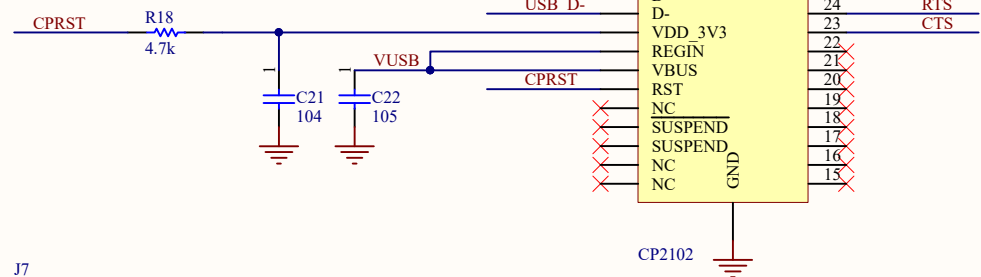 USB D-
24
RTS
D-
CPRST
R18
4.7k
VDD_3V3
23
CTS
REGIN
22
VUSB
1
1
VBUS
21
CPRST
RST
20
C21
104
C22
105
NC
19
SUSPEND
18
SUSPEND
17
NC
16
NC
15
GND
CP2102
J7